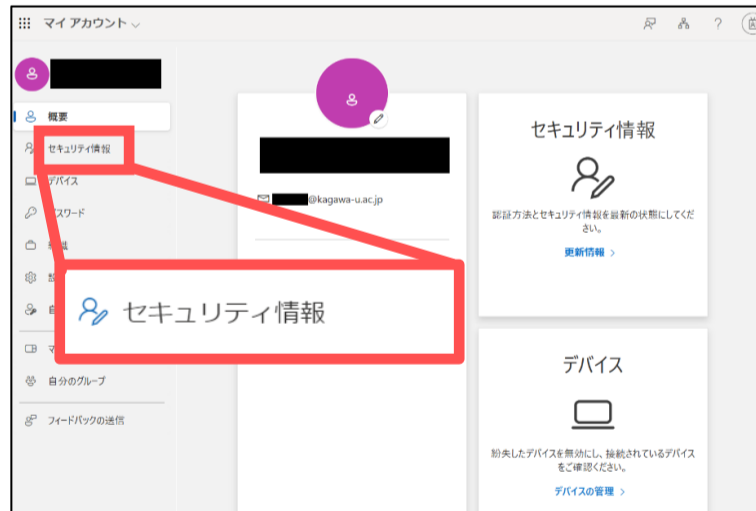 マイ アカウント
?
概要
セキュリティ情報
デバイス
セキュリティ情報
自分のグループ
フィードバックの送信
@kagawa-u.ac.jp
セキュリティ情報
認証方法とセキュリティ情報を最新の状態にしてくだ
さい。
更新情報 >
デバイス
紛失したデバイスを無効にし、接続されているデバイス
をご確認ください。
デバイスの管理 >